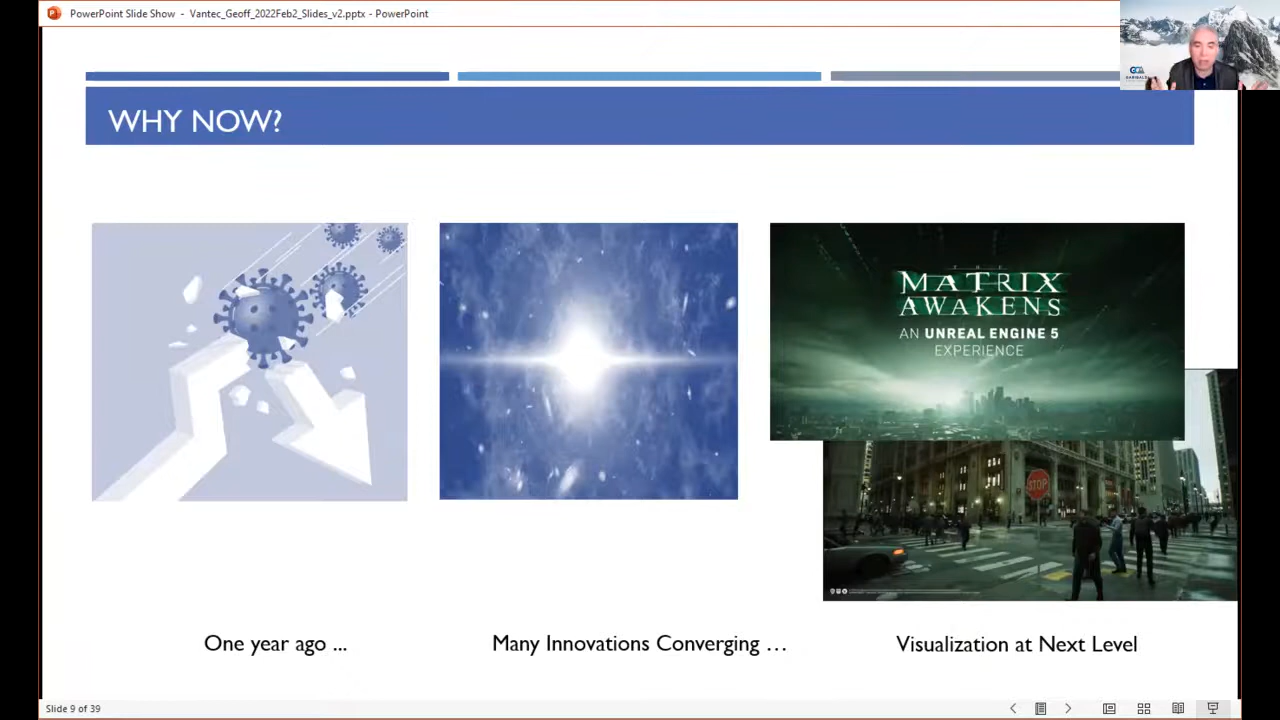 PowerPoint Slide Show - Vantec_Geoff_2022Feb2_Slides_v2.pptx - PowerPoint
WHY NOW?
THE
MATRIX
AWAKENS
AN UNREAL ENGINE 5
EXPERIENCE
STOP
One year ago ...
Many Innovations Converging …
Visualization at Next Level
Slide 9 of 39